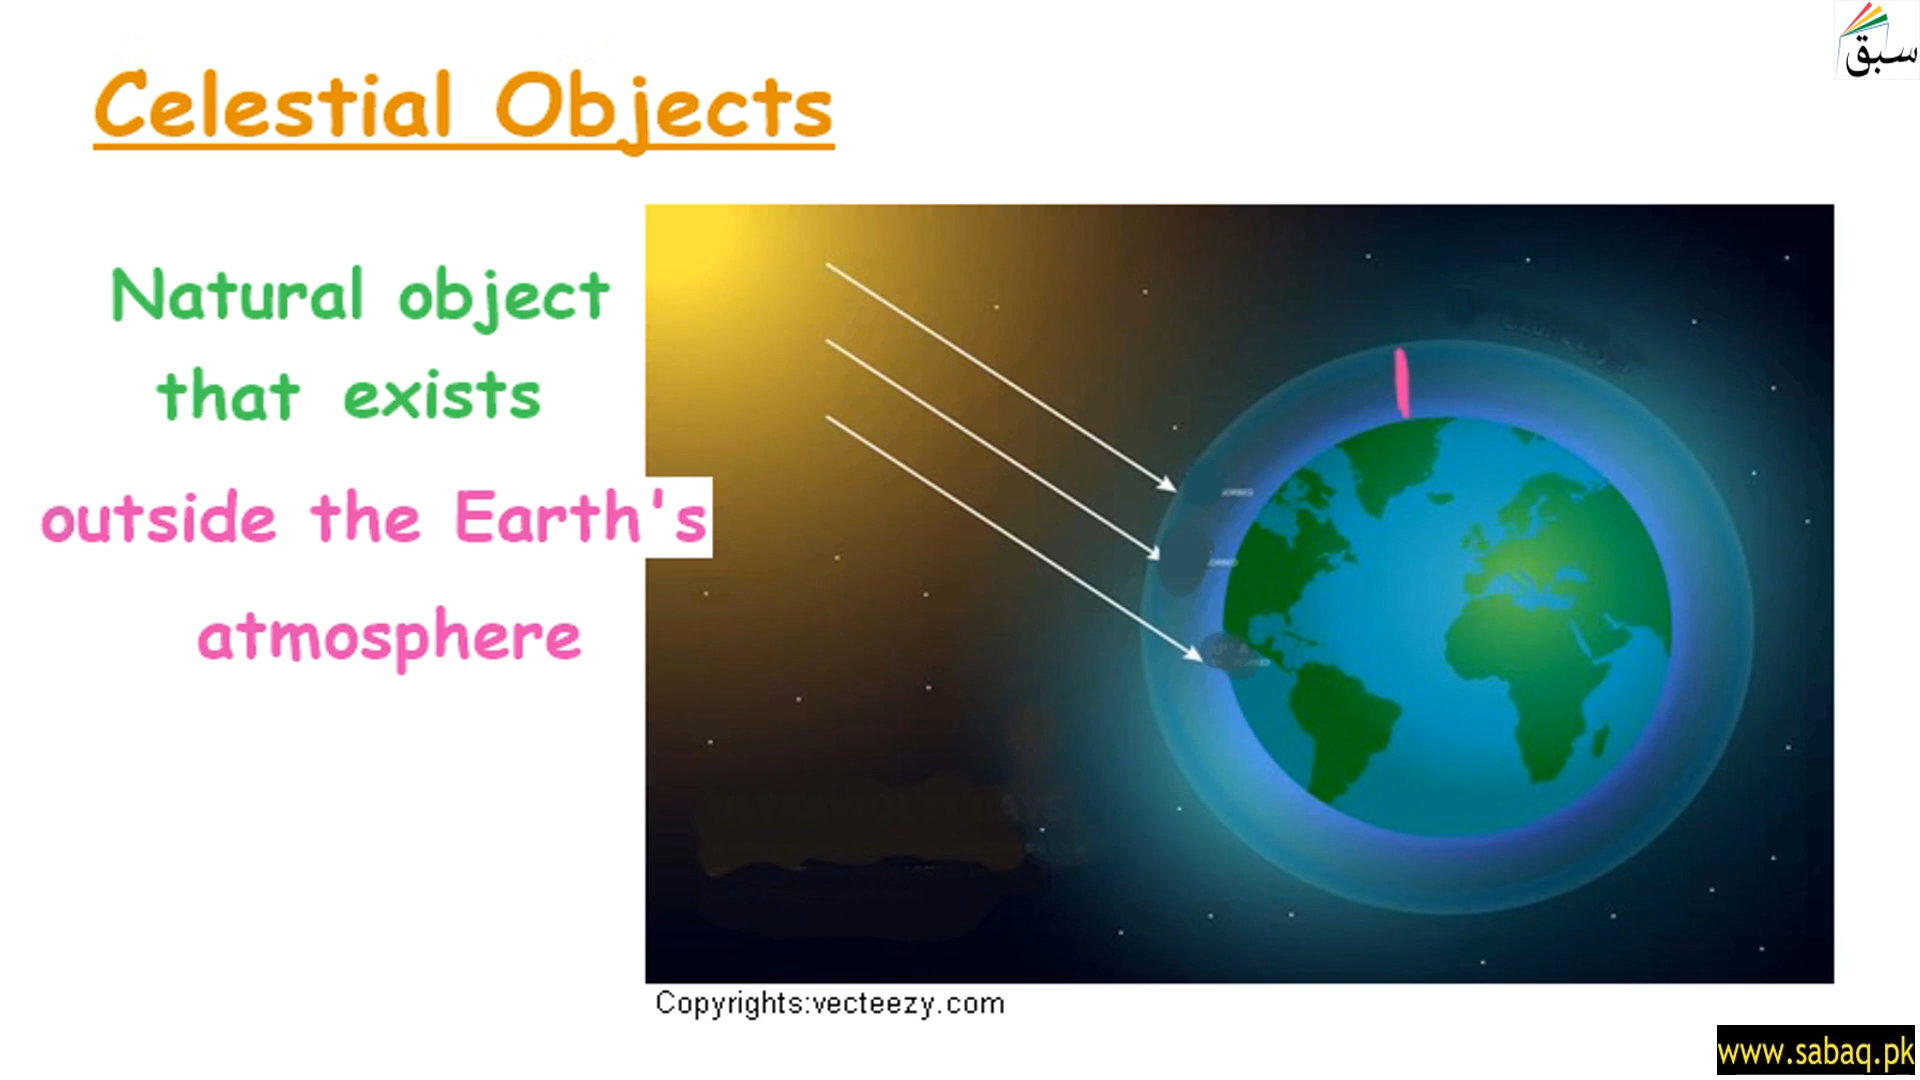 سبق
Celestial Objects
Natural object
that exists
outside the Earth's
atmosphere
Copyrights:vecteezy.com
www.sabaq.pk